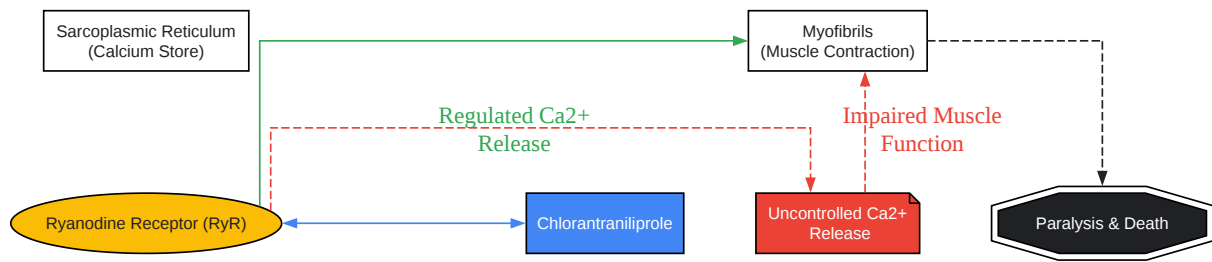 Sarcoplasmic Reticulum
(Calcium Store)
Myofibrils
(Muscle Contraction)
Regulated Ca2+
Release
Impaired Muscle
Function
Ryanodine Receptor (RyR)
Chlorantraniliprole
Uncontrolled Ca2+
Release
Paralysis & Death